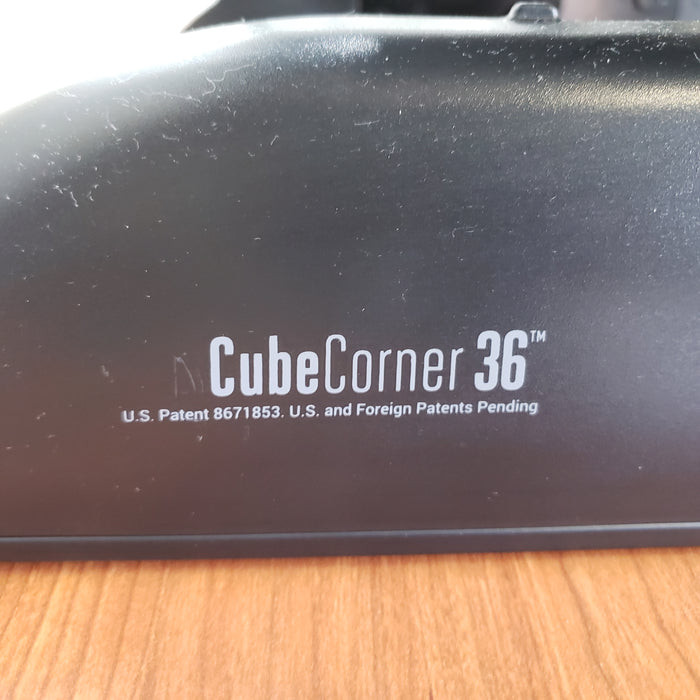 CubeCorner 36™
U.S. Patent 8671853. U.S. and Foreign Patents Pending